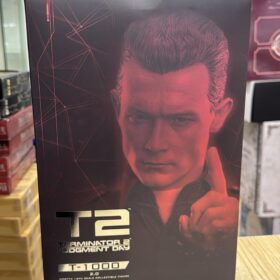 T2
TERMINATOR 2
JUDGMENT DAY
T-1000
2.0